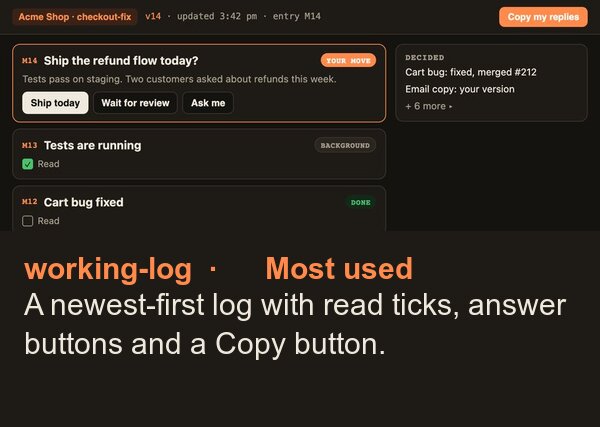 Acme Shop · checkout-fix v14 · updated 3:42 pm · entry M14 Copy my replies
M14 Ship the refund flow today? YOUR MOVE
Tests pass on staging. Two customers asked about refunds this week.
Ship today Wait for review Ask me
M13 Tests are running BACKGROUND
Read
M12 Cart bug fixed DONE
Read
DECIDED
Cart bug: fixed, merged #212
Email copy: your version
+ 6 more ▸
working-log · Most used
A newest-first log with read ticks, answer
buttons and a Copy button.